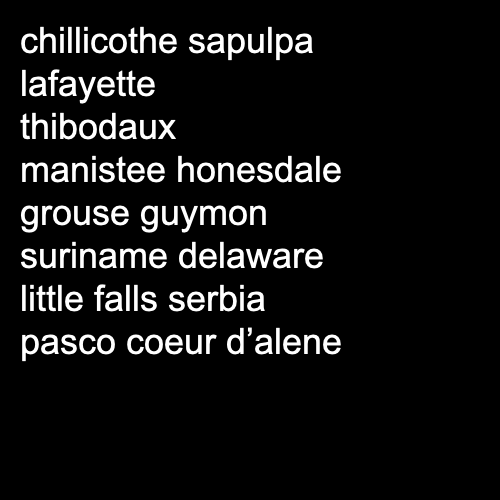 chillicothe sapulpa
lafayette
thibodaux
manistee honesdale
grouse guymon
suriname delaware
little falls serbia
pasco coeur d’alene